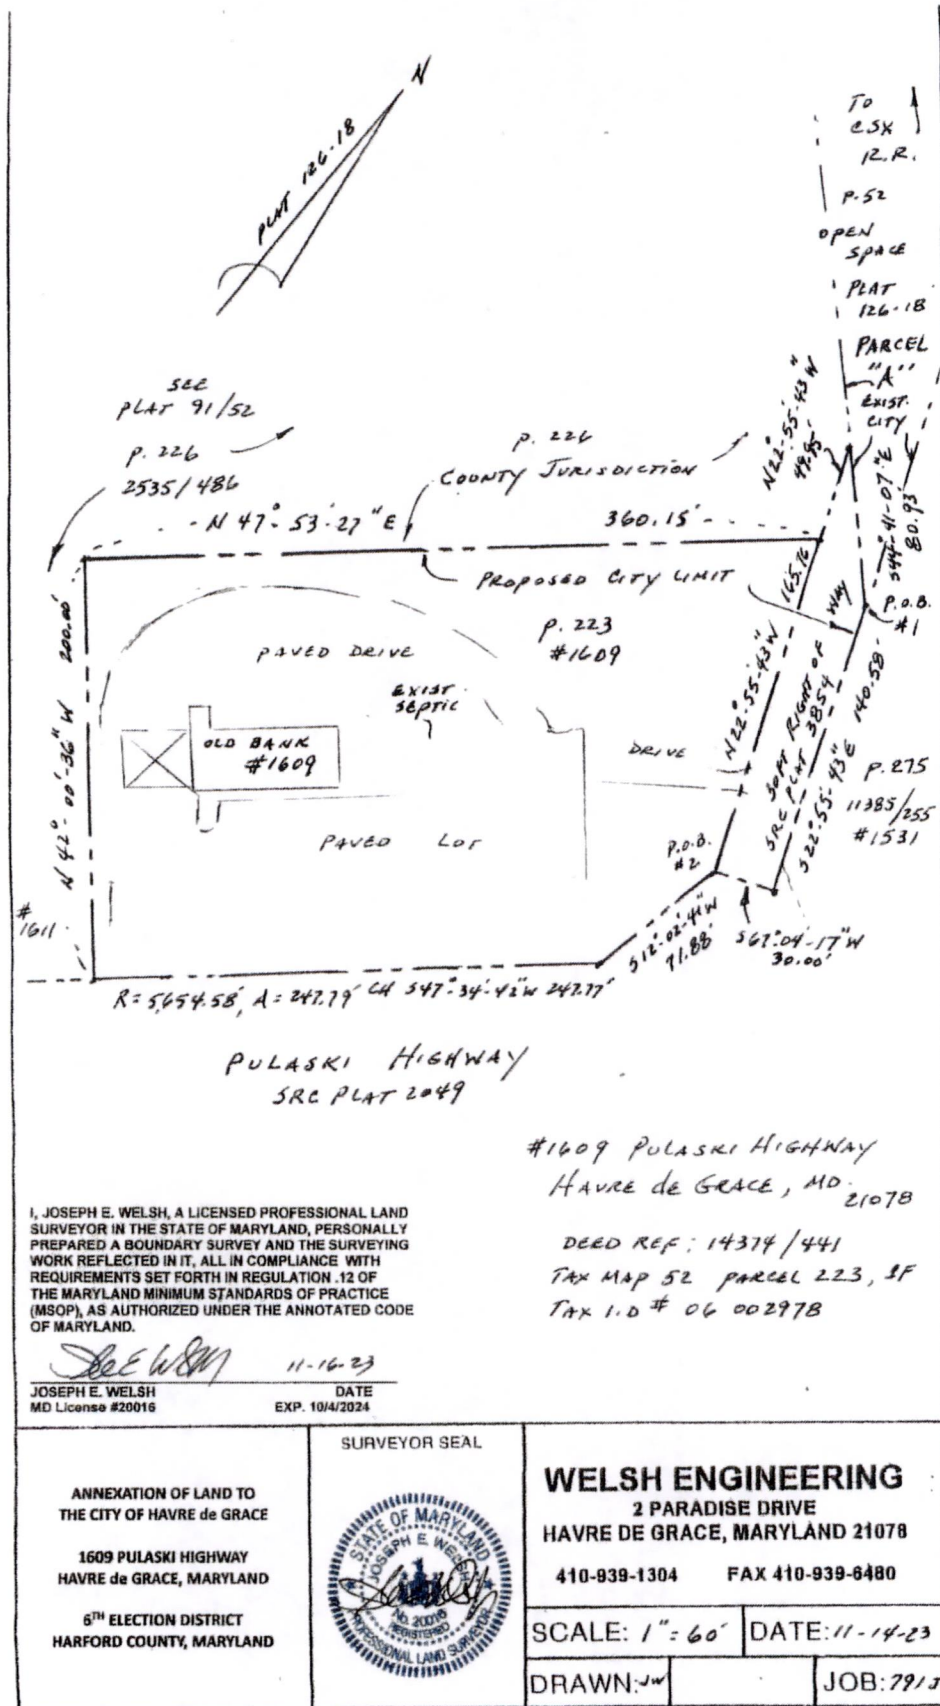 N
PLAT 126-18
TO
CSX
R.R.
P.52
OPEN
SPACE
PLAT
126-18
PARCEL
"A"
EXIST.
CITY
SEE
PLAT 91/52
P. 226
2535/486
P. 226
COUNTY JURISDICTION
N22°-55'-43"W
49.95'
S44°-41'-07"E
80.93'
N 47°-53'-27"E
360.15'
PROPOSED CITY LIMIT
165.76
P.O.B.
#1
N 42°-00'-36" W 200.00'
PAVED DRIVE
P. 223
#1609
EXIST
SEPTIC
OLD BANK
#1609
DRIVE
N22°-55'-43"W
30FT RIGHT OF WAY
SRC PLAT 3854
S22°-55'-43"E 140.58'
P.275
11385/255
#1531
PAVED LOT
P.O.B.
#2
#
1611
S12°-02'-41"W
71.88'
S67°-04'-17"W
30.00'
R=5,654.58', A=247.79' CH S47°-34'-42"W 247.77'
PULASKI HIGHWAY
SRC PLAT 2049
#1609 PULASKI HIGHWAY
HAVRE de GRACE, MD.
21078
DEED REF: 14374/441
TAX MAP 52 PARCEL 223, 1F
TAX I.D # 06 002978
I, JOSEPH E. WELSH, A LICENSED PROFESSIONAL LAND
SURVEYOR IN THE STATE OF MARYLAND, PERSONALLY
PREPARED A BOUNDARY SURVEY AND THE SURVEYING
WORK REFLECTED IN IT, ALL IN COMPLIANCE WITH
REQUIREMENTS SET FORTH IN REGULATION .12 OF
THE MARYLAND MINIMUM STANDARDS OF PRACTICE
(MSOP), AS AUTHORIZED UNDER THE ANNOTATED CODE
OF MARYLAND.
11-16-23
JOSEPH E. WELSH DATE
MD License #20016 EXP. 10/4/2024
ANNEXATION OF LAND TO
THE CITY OF HAVRE de GRACE
1609 PULASKI HIGHWAY
HAVRE de GRACE, MARYLAND
6TH ELECTION DISTRICT
HARFORD COUNTY, MARYLAND
SURVEYOR SEAL
STATE OF MARYLAND
JOSEPH E. WELSH
No. 20016
REGISTERED
PROFESSIONAL LAND SURVEYOR
WELSH ENGINEERING
2 PARADISE DRIVE
HAVRE DE GRACE, MARYLAND 21078
410-939-1304 FAX 410-939-6480
SCALE: 1"=60' DATE: 11-14-23
DRAWN: JW JOB: 791